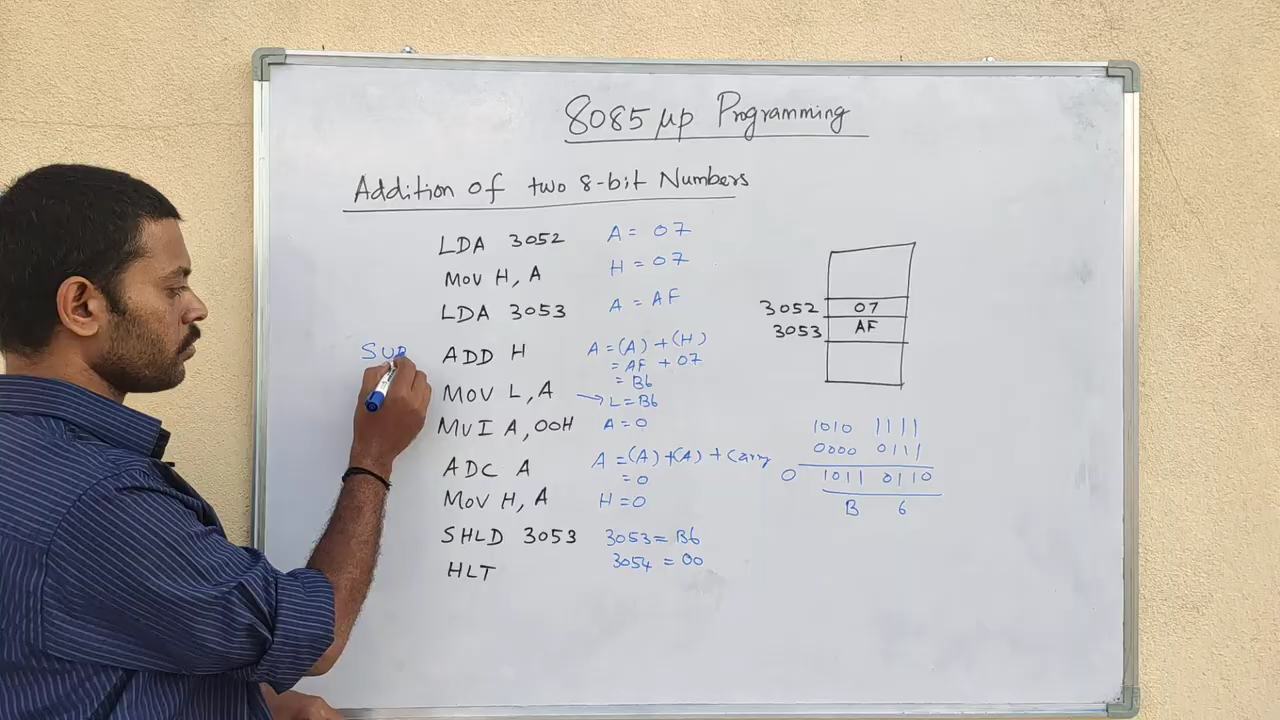 8085 μp Programming
Addition of two 8-bit Numbers
LDA 3052 A = 07
MOV H, A H = 07
LDA 3053 A = AF
SUB ADD H A = (A) + (H)
= AF + 07
= B6
MOV L, A → L = B6
MVI A, 00H A = 0
ADC A A = (A) + (A) + Carry
= 0
MOV H, A H = 0
SHLD 3053 3053 = B6
3054 = 00
HLT
3052 07
3053 AF
1010 1111
0000 0111
0 1011 0110
B 6